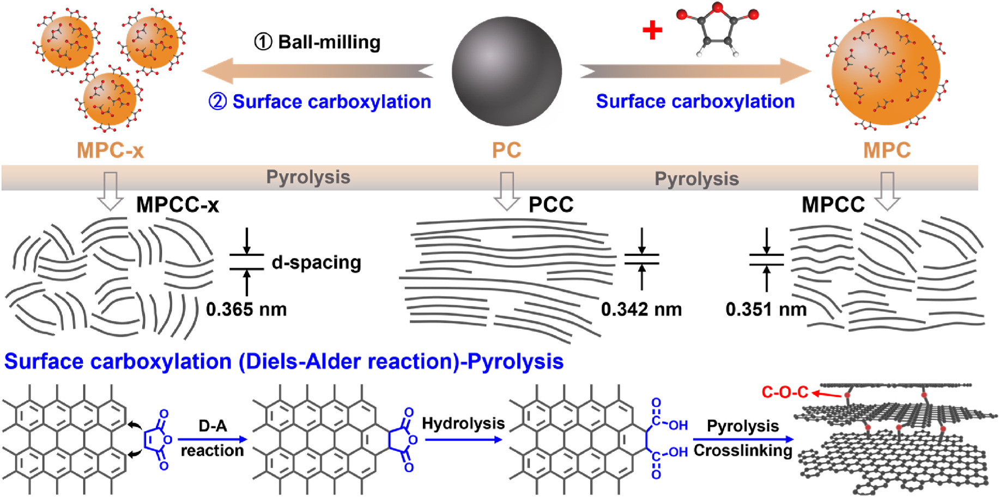 ① Ball-milling
② Surface carboxylation
+
Surface carboxylation
MPC-x
PC
MPC
Pyrolysis
Pyrolysis
MPCC-x
PCC
MPCC
d-spacing
0.365 nm
0.342 nm
0.351 nm
Surface carboxylation (Diels-Alder reaction)-Pyrolysis
O
O
O
D-A
reaction
O
O
O
Hydrolysis
O
C
OH
C
OH
O
Pyrolysis
Crosslinking
C-O-C